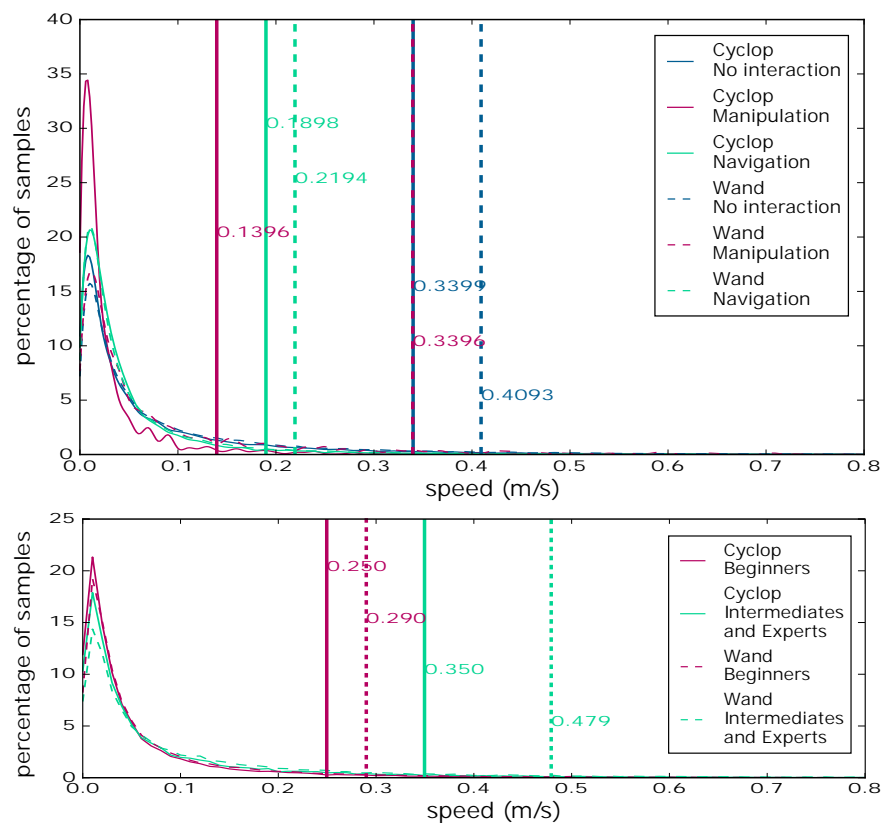 40
35
30
25
20
15
10
5
0
percentage of samples
0.1898
0.2194
0.1396
0.3399
0.3396
0.4093
Cyclop
No interaction
Cyclop
Manipulation
Cyclop
Navigation
Wand
No interaction
Wand
Manipulation
Wand
Navigation
0.0 0.1 0.2 0.3 0.4 0.5 0.6 0.7 0.8
speed (m/s)
25
20
15
10
5
0
percentage of samples
0.250
0.290
0.350
0.479
Cyclop
Beginners
Cyclop
Intermediates
and Experts
Wand
Beginners
Wand
Intermediates
and Experts
0.0 0.1 0.2 0.3 0.4 0.5 0.6 0.7 0.8
speed (m/s)